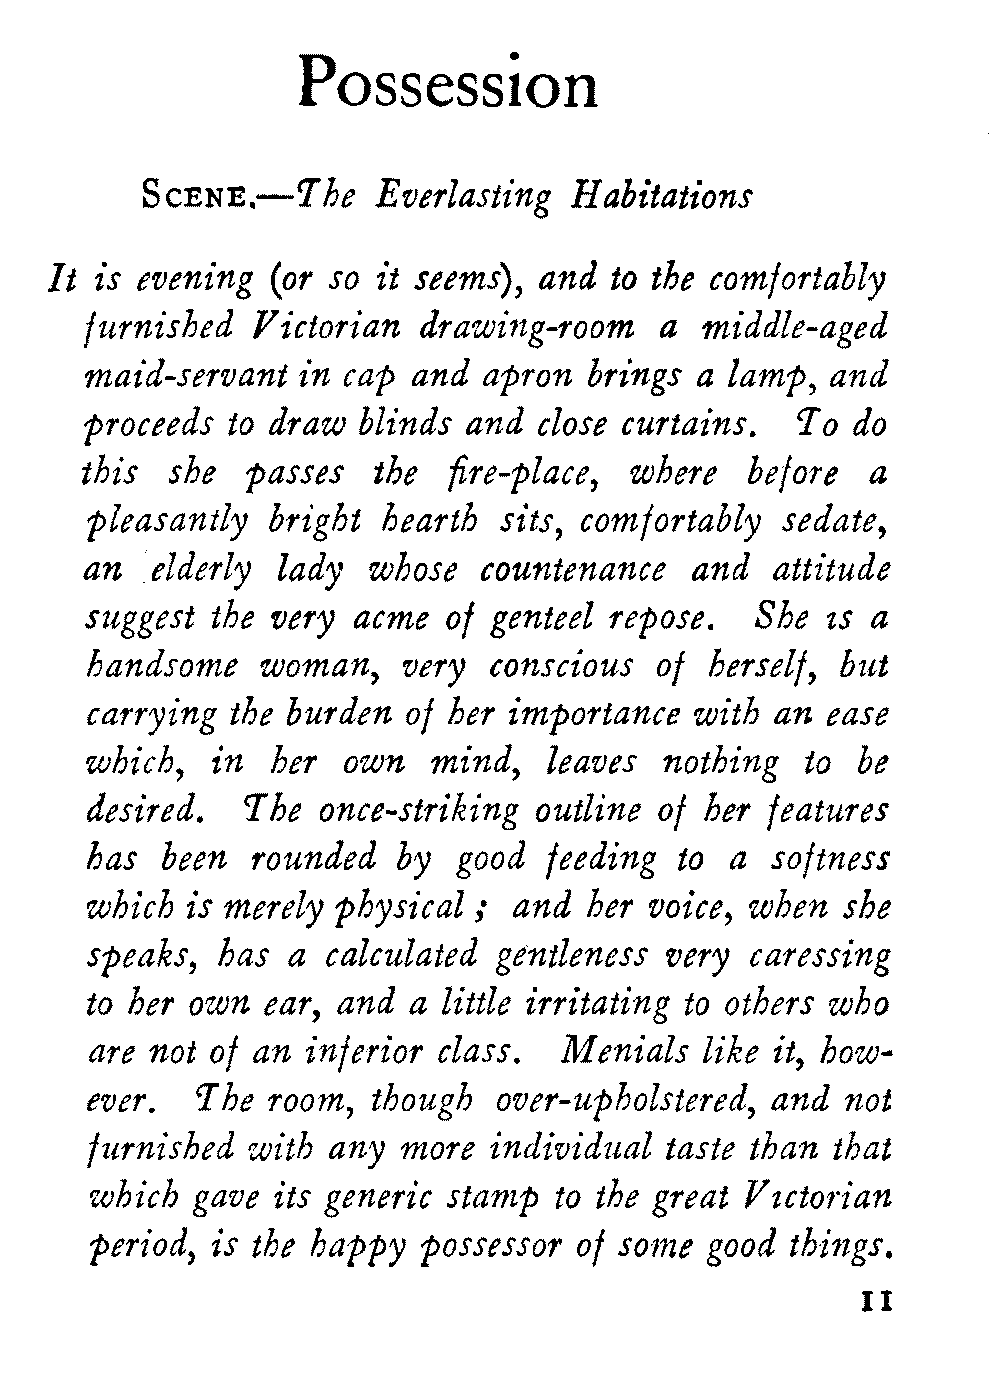 Possession
SCENE.—The Everlasting Habitations
It is evening (or so it seems), and to the comfortably
furnished Victorian drawing-room a middle-aged
maid-servant in cap and apron brings a lamp, and
proceeds to draw blinds and close curtains. To do
this she passes the fire-place, where before a
pleasantly bright hearth sits, comfortably sedate,
an elderly lady whose countenance and attitude
suggest the very acme of genteel repose. She is a
handsome woman, very conscious of herself, but
carrying the burden of her importance with an ease
which, in her own mind, leaves nothing to be
desired. The once-striking outline of her features
has been rounded by good feeding to a softness
which is merely physical ; and her voice, when she
speaks, has a calculated gentleness very caressing
to her own ear, and a little irritating to others who
are not of an inferior class. Menials like it, how-
ever. The room, though over-upholstered, and not
furnished with any more individual taste than that
which gave its generic stamp to the great Victorian
period, is the happy possessor of some good things.
11